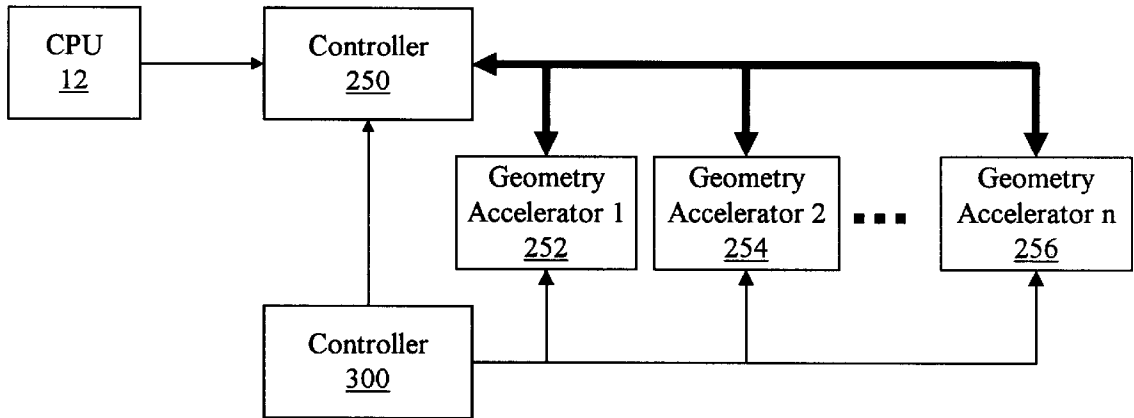 CPU
12
Controller
250
Geometry
Accelerator 1
252
Geometry
Accelerator 2
254
Geometry
Accelerator n
256
Controller
300